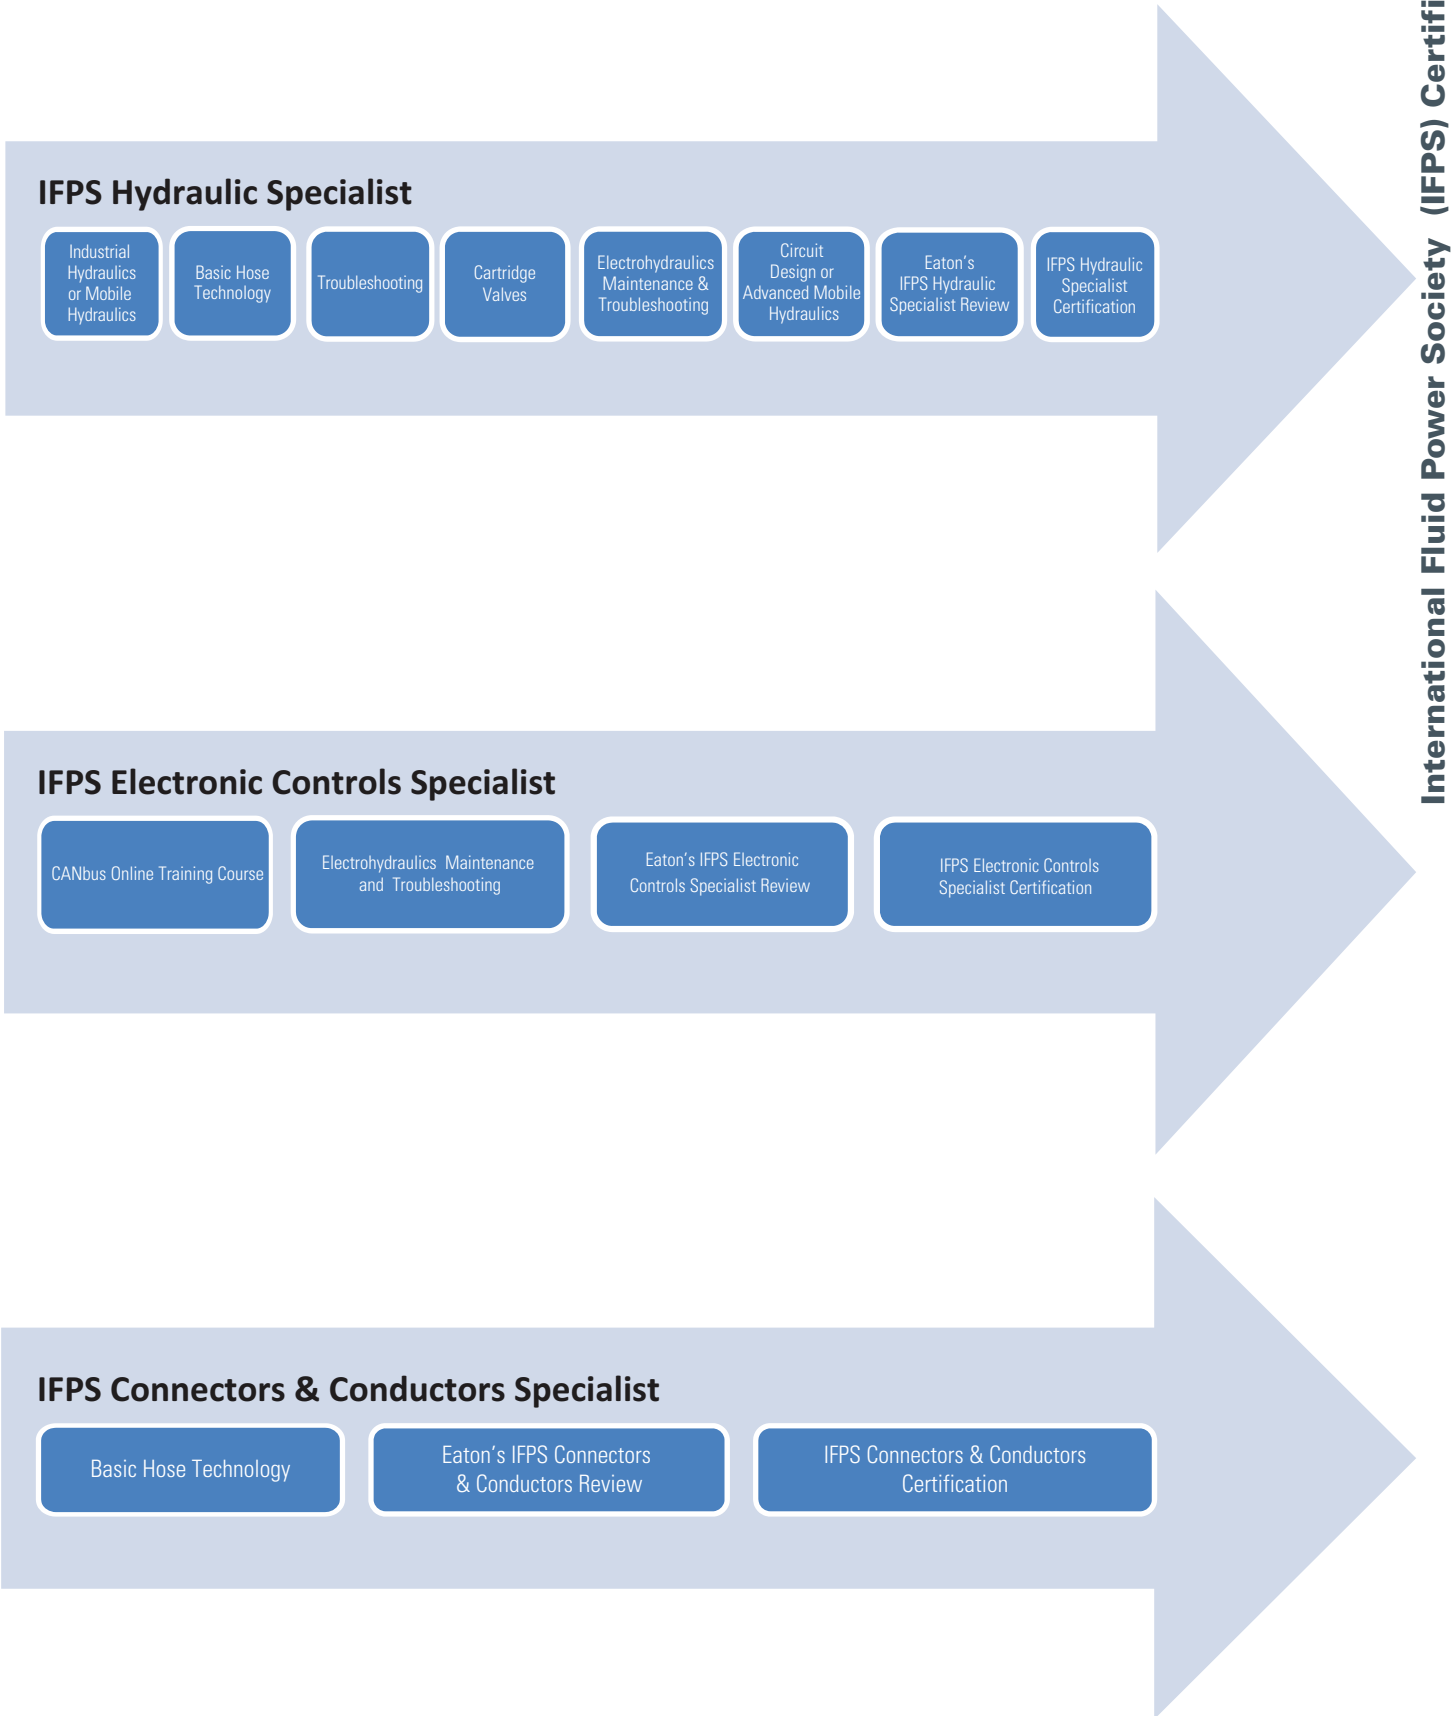 IFPS Hydraulic Specialist
Industrial
Hydraulics
or Mobile
Hydraulics
Basic Hose
Technology
Troubleshooting
Cartridge
Valves
Electrohydraulics
Maintenance &
Troubleshooting
Circuit
Design or
Advanced Mobile
Hydraulics
Eaton's
IFPS Hydraulic
Specialist Review
IFPS Hydraulic
Specialist
Certification
IFPS Electronic Controls Specialist
CANbus Online Training Course
Electrohydraulics Maintenance
and Troubleshooting
Eaton's IFPS Electronic
Controls Specialist Review
IFPS Electronic Controls
Specialist Certification
IFPS Connectors & Conductors Specialist
Basic Hose Technology
Eaton's IFPS Connectors
& Conductors Review
IFPS Connectors & Conductors
Certification
International Fluid Power Society (IFPS) Certifi